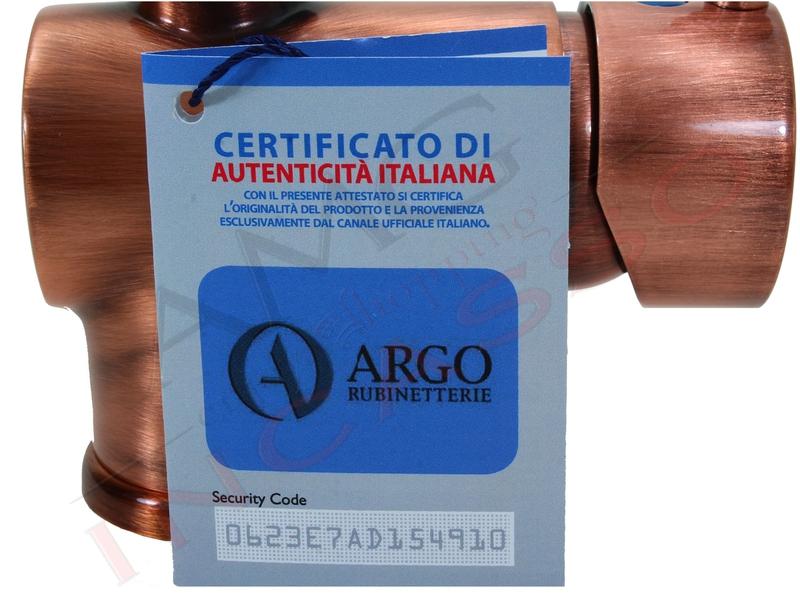 CERTIFICATO DI
AUTENTICITÀ ITALIANA
CON IL PRESENTE ATTESTATO SI CERTIFICA
L'ORIGINALITÀ DEL PRODOTTO E LA PROVENIENZA
ESCLUSIVAMENTE DAL CANALE UFFICIALE ITALIANO.
ARGO
RUBINETTERIE
Security Code
0623E7AD154910